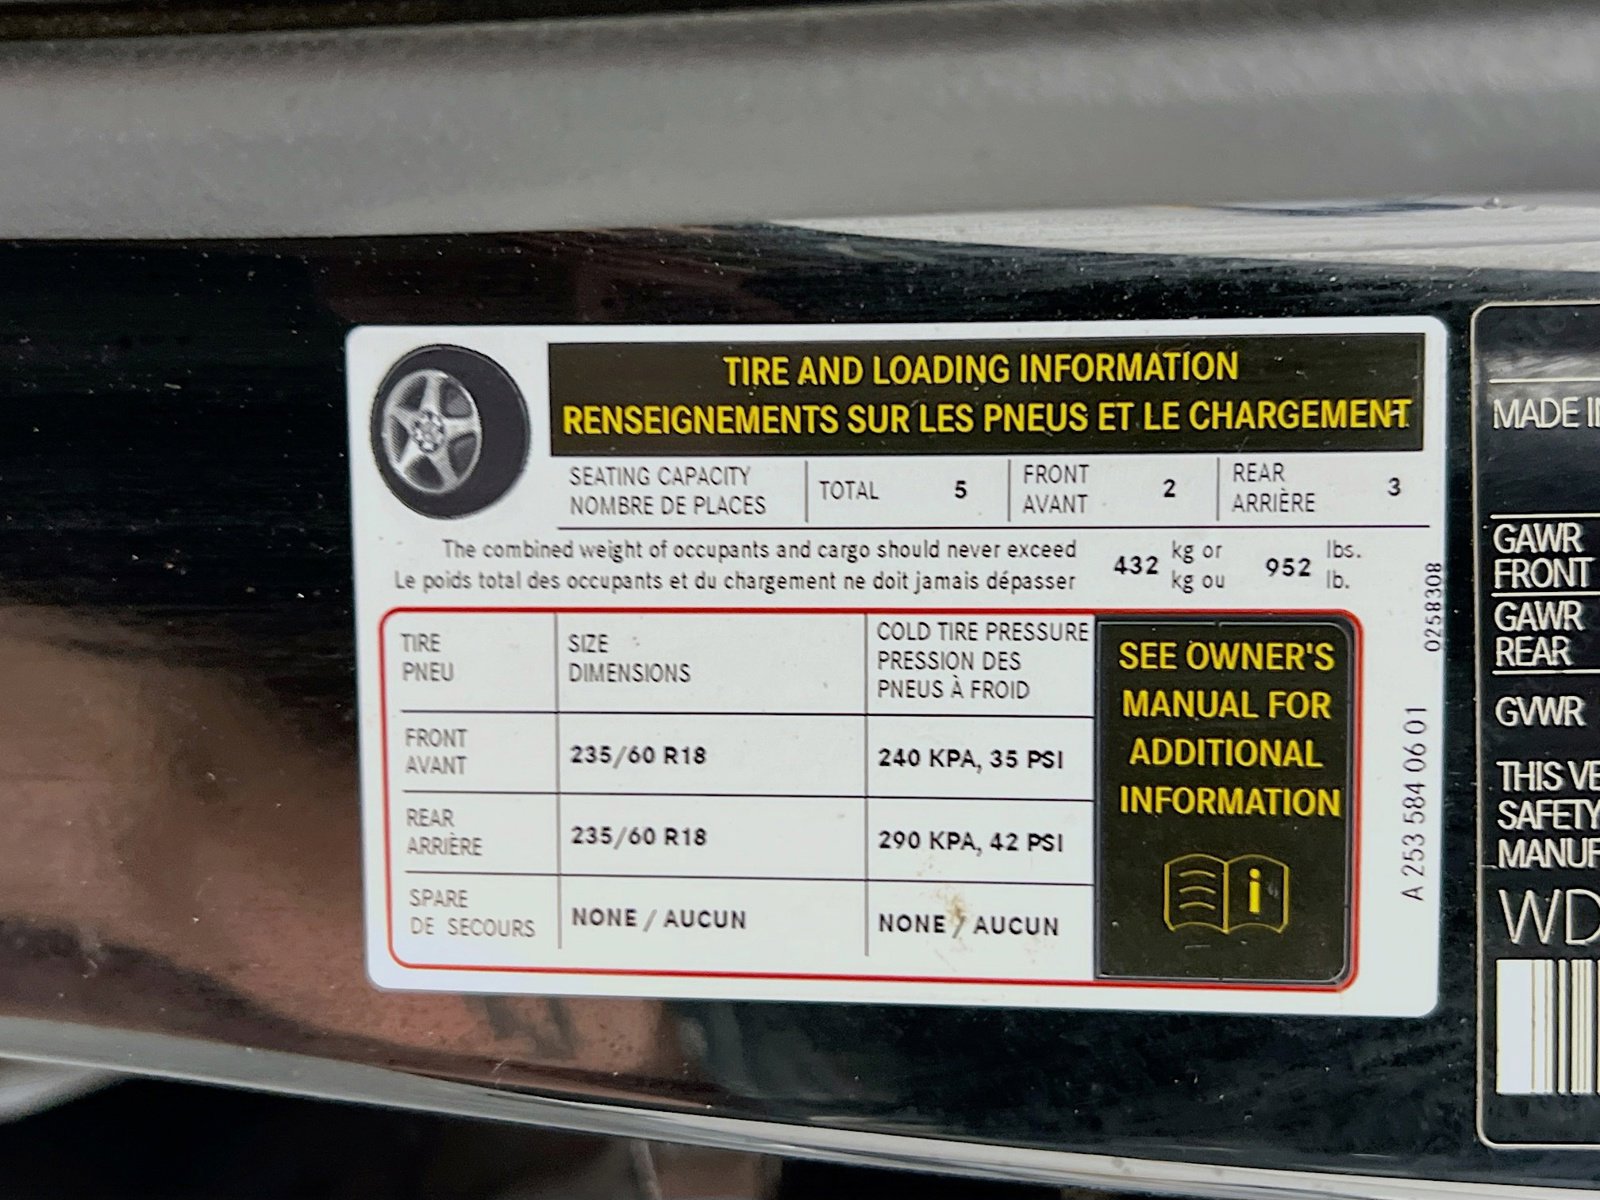 TIRE AND LOADING INFORMATION
RENSEIGNEMENTS SUR LES PNEUS ET LE CHARGEMENT
SEATING CAPACITY
NOMBRE DE PLACES
TOTAL 5
FRONT
AVANT
2
REAR
ARRIÈRE
3
The combined weight of occupants and cargo should never exceed
Le poids total des occupants et du chargement ne doit jamais dépasser
432
kg or
kg ou
952
lbs.
lb.
TIRE
PNEU
SIZE
DIMENSIONS
COLD TIRE PRESSURE
PRESSION DES
PNEUS À FROID
FRONT
AVANT
235/60 R18
240 KPA, 35 PSI
REAR
ARRIÈRE
235/60 R18
290 KPA, 42 PSI
SPARE
DE SECOURS
NONE / AUCUN
NONE / AUCUN
SEE OWNER'S
MANUAL FOR
ADDITIONAL
INFORMATION
i
A 253 584 06 01
0258308
MADE
GAWR
FRONT
GAWR
REAR
GVWR
THIS
SAFETY
WD